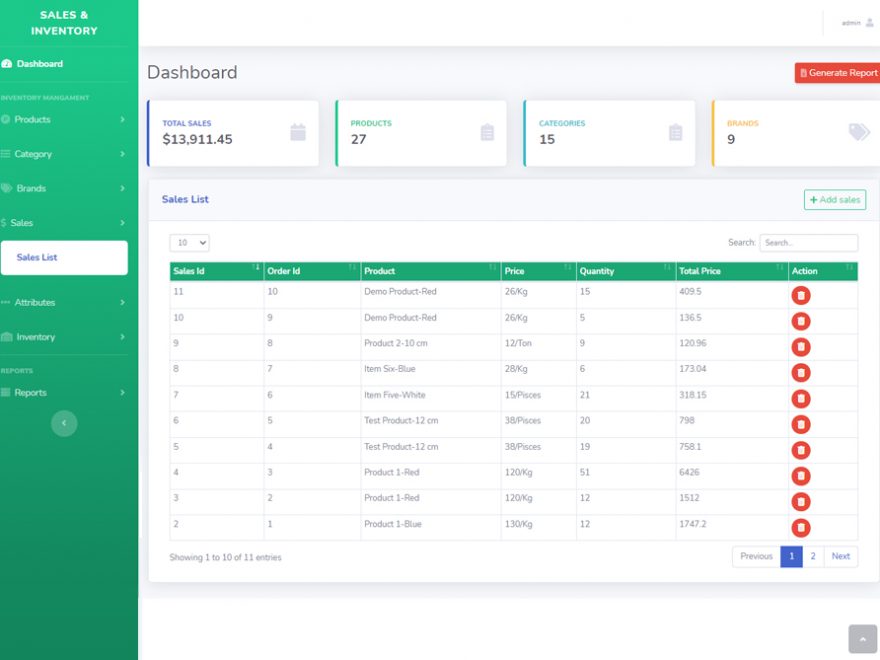 SALES &
INVENTORY
Dashboard
INVENTORY MANGAMENT
Products
Category
Brands
$ Sales
Sales List
Attributes
Inventory
REPORTS
Reports
admin
Dashboard
Generate Report
TOTAL SALES
$13,911.45
PRODUCTS
27
CATEGORIES
15
BRANDS
9
Sales List
+ Add sales
10
Search: Search...
Sales Id Order Id Product Price Quantity Total Price Action
11 10 Demo Product-Red 26/Kg 15 409.5
10 9 Demo Product-Red 26/Kg 5 136.5
9 8 Product 2-10 cm 12/Ton 9 120.96
8 7 Item Six-Blue 28/Kg 6 173.04
7 6 Item Five-White 15/Pisces 21 318.15
6 5 Test Product-12 cm 38/Pisces 20 798
5 4 Test Product-12 cm 38/Pisces 19 758.1
4 3 Product 1-Red 120/Kg 51 6426
3 2 Product 1-Red 120/Kg 12 1512
2 1 Product 1-Blue 130/Kg 12 1747.2
Showing 1 to 10 of 11 entries
Previous 1 2 Next